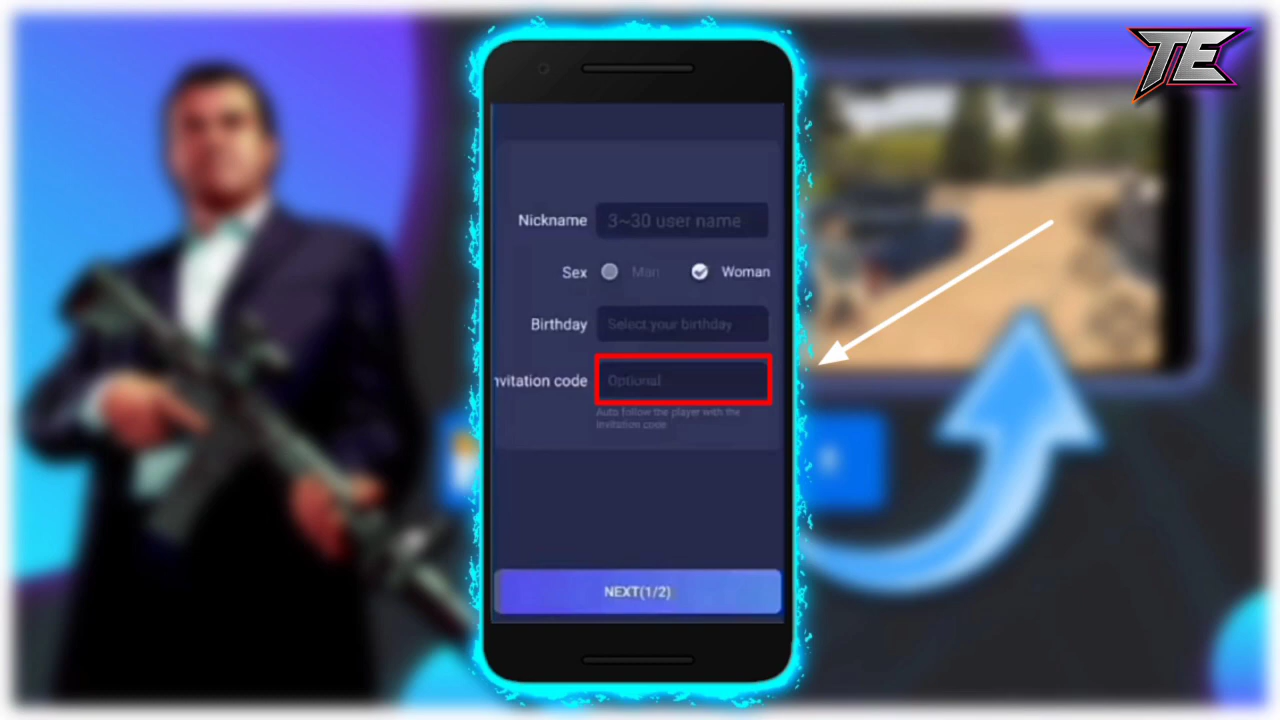 TE
Nickname 3~30 user name
Sex Man Woman
Birthday Select your birthday
nvitation code Optional
Auto follow the player with the
invitation code
NEXT(1/2)